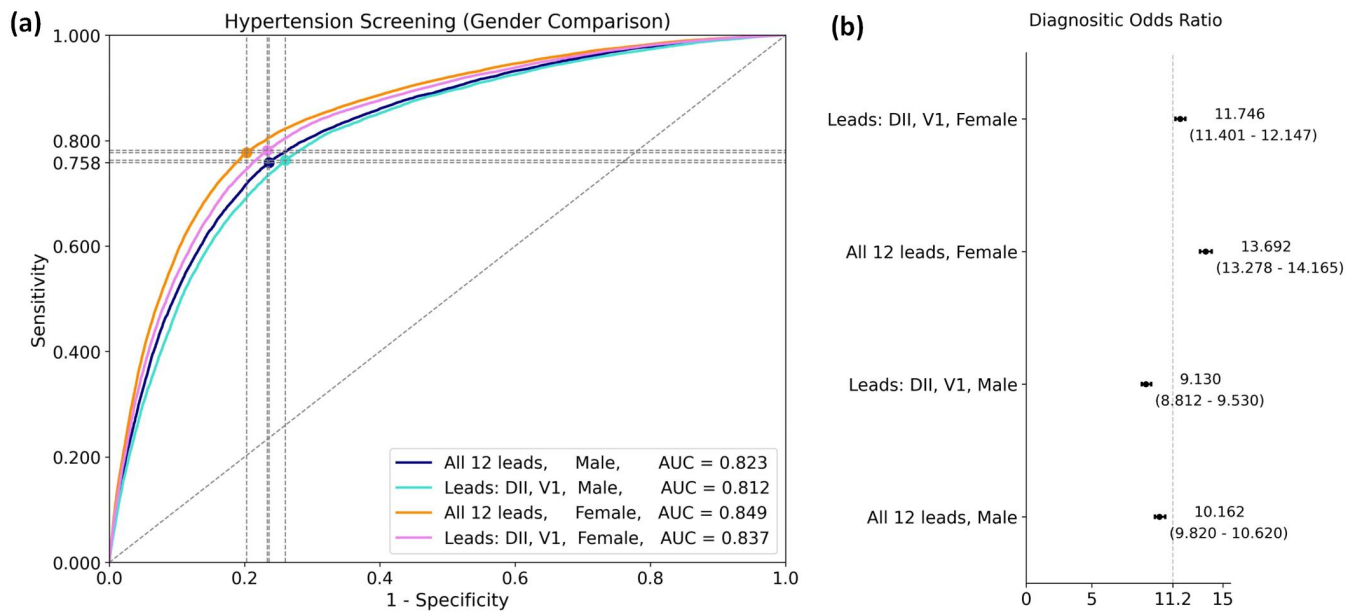 (a)
Hypertension Screening (Gender Comparison)
1.000
0.800
0.758
0.600
0.400
0.200
0.000
Sensitivity
0.0
0.2
0.4
0.6
0.8
1.0
1 - Specificity
All 12 leads, Male, AUC = 0.823
Leads: DII, V1, Male, AUC = 0.812
All 12 leads, Female, AUC = 0.849
Leads: DII, V1, Female, AUC = 0.837
(b)
Diagnositic Odds Ratio
Leads: DII, V1, Female
11.746
(11.401 - 12.147)
All 12 leads, Female
13.692
(13.278 - 14.165)
Leads: DII, V1, Male
9.130
(8.812 - 9.530)
All 12 leads, Male
10.162
(9.820 - 10.620)
0
5
11.2
15